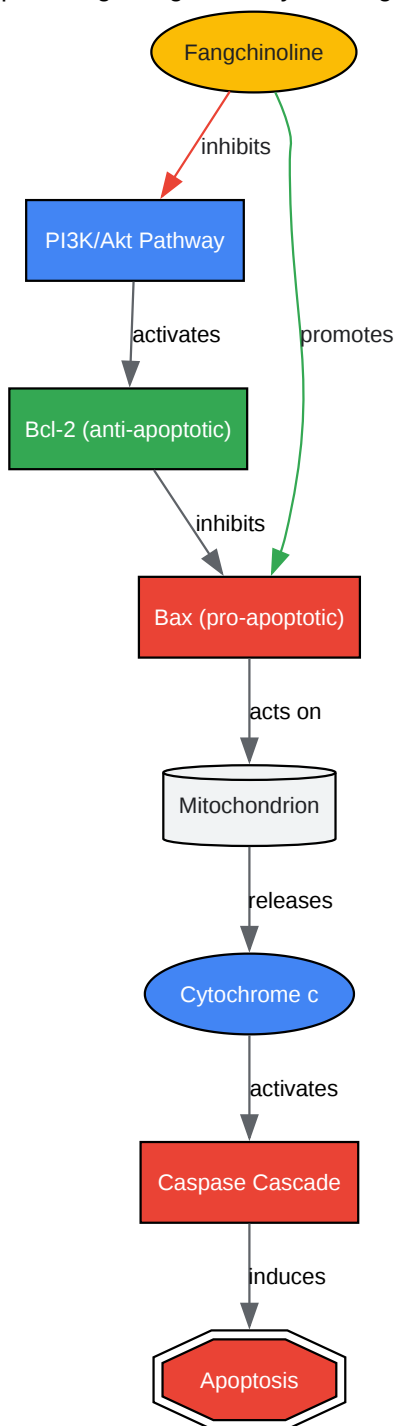 Fangchinoline
inhibits
PI3K/Akt Pathway
activates
promotes
Bcl-2 (anti-apoptotic)
inhibits
Bax (pro-apoptotic)
acts on
Mitochondrion
releases
Cytochrome c
activates
Caspase Cascade
induces
Apoptosis